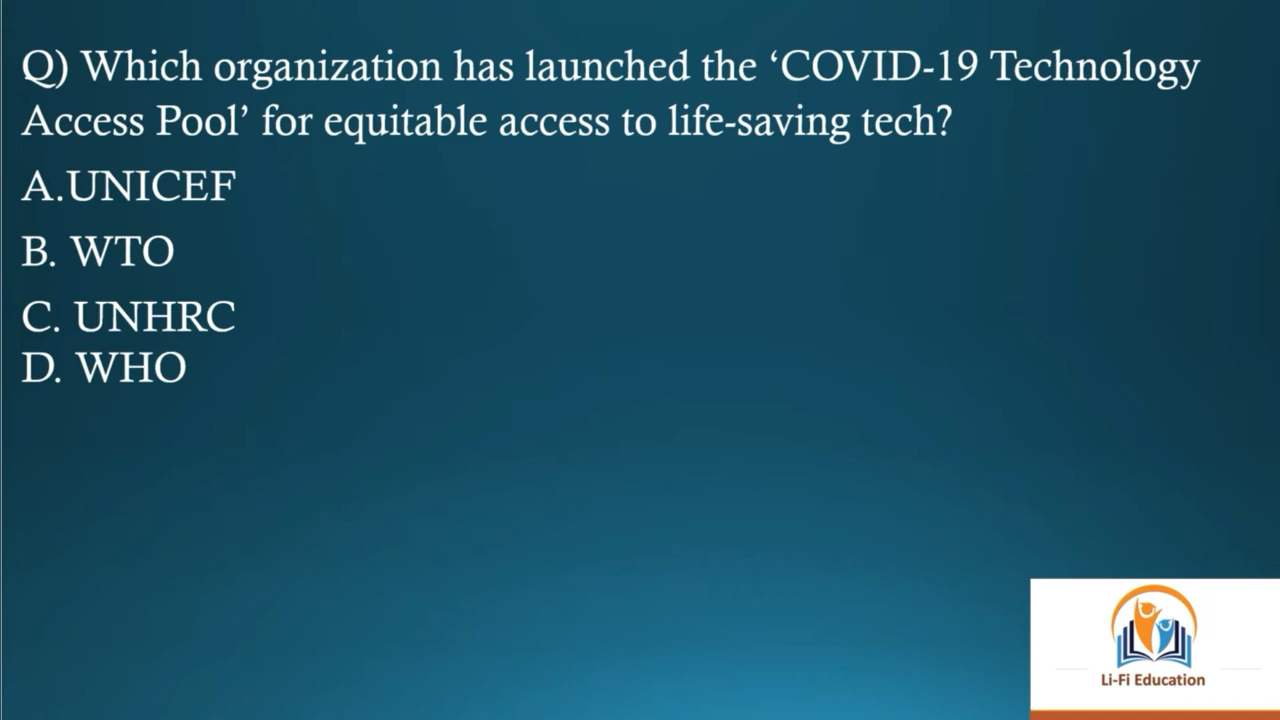 Q) Which organization has launched the ‘COVID-19 Technology
Access Pool’ for equitable access to life-saving tech?
A.UNICEF
B. WTO
C. UNHRC
D. WHO
Li-Fi Education